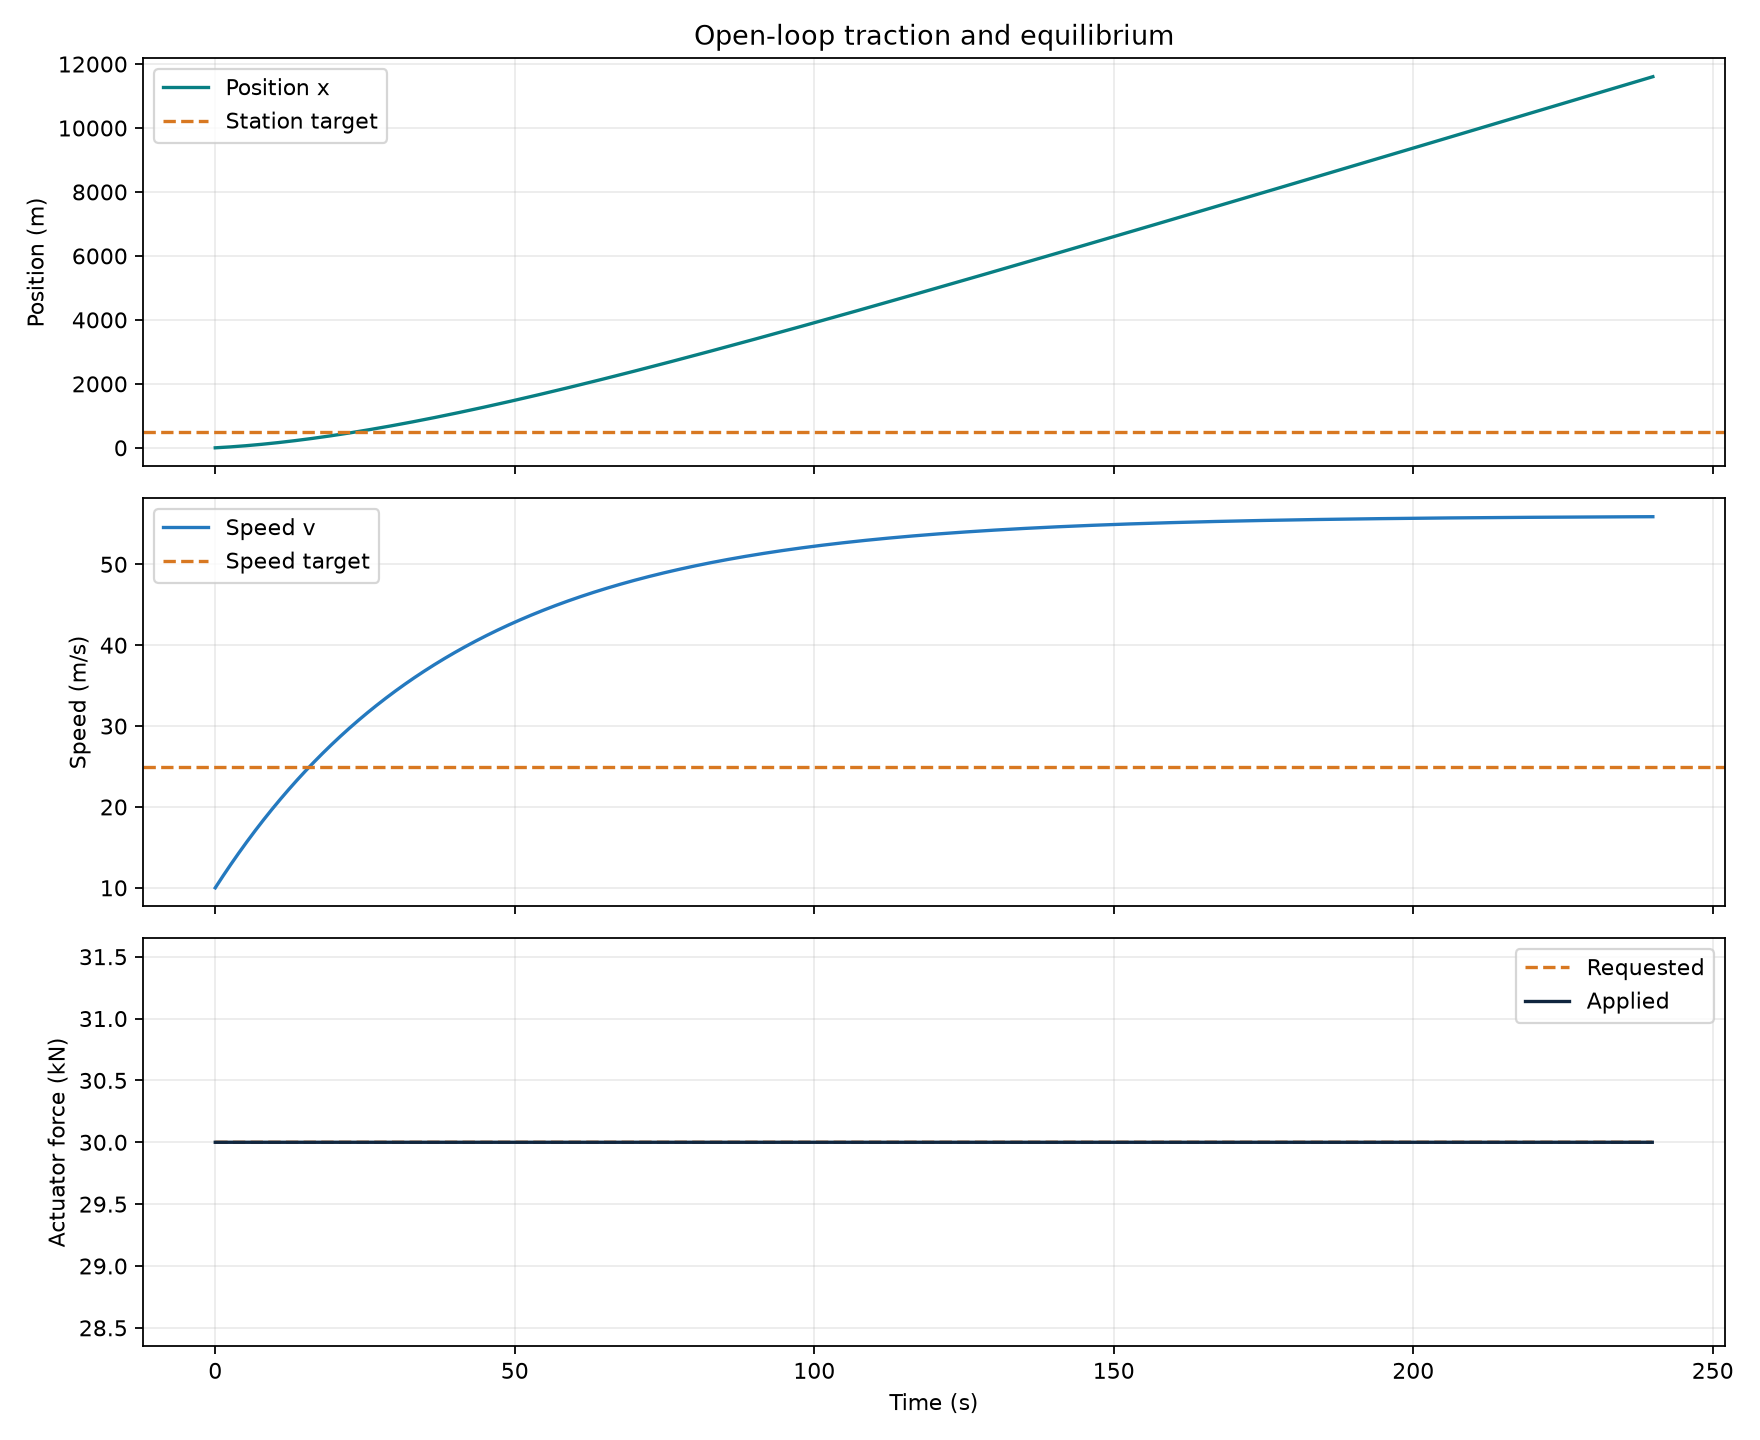 Open-loop traction and equilibrium
12000
10000
8000
6000
4000
2000
0
Position (m)
Position x
Station target
50
40
30
20
10
Speed (m/s)
Speed v
Speed target
31.5
31.0
30.5
30.0
29.5
29.0
28.5
Actuator force (kN)
Requested
Applied
0 50 100 150 200 250
Time (s)